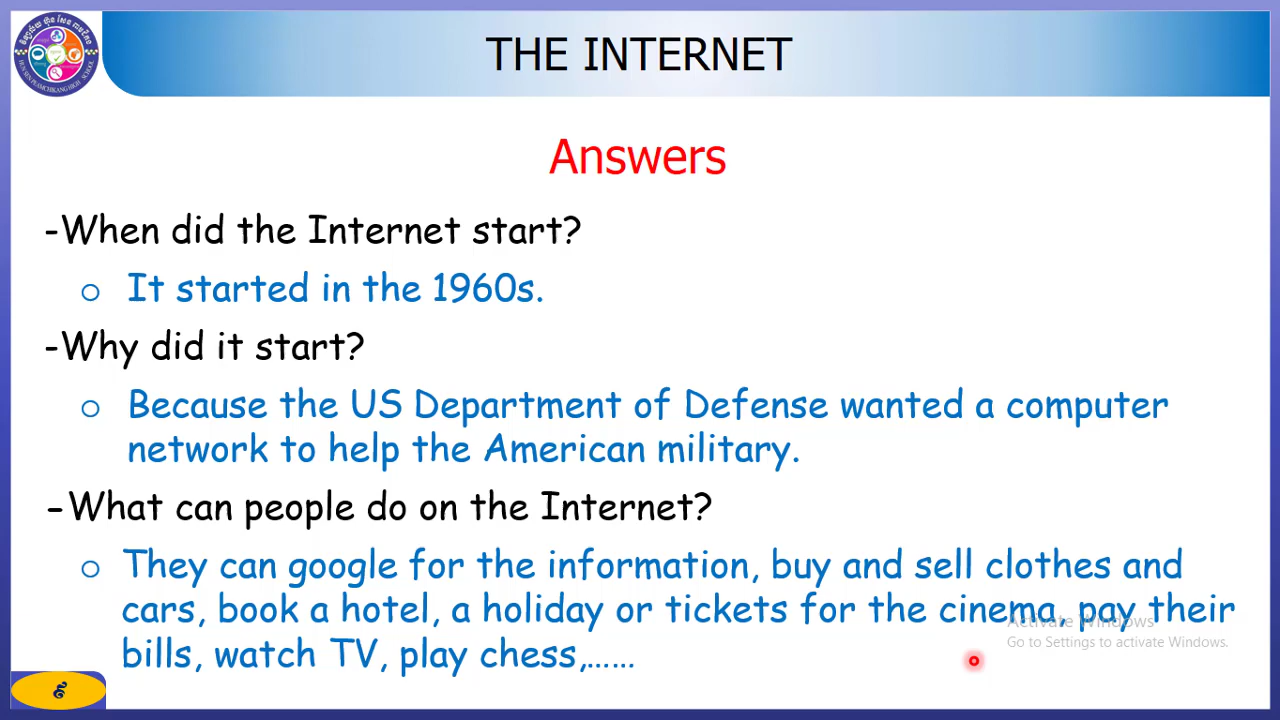 THE INTERNET
Answers
-When did the Internet start?
o It started in the 1960s.
-Why did it start?
o Because the US Department of Defense wanted a computer
network to help the American military.
-What can people do on the Internet?
o They can google for the information, buy and sell clothes and
cars, book a hotel, a holiday or tickets for the cinema, pay their
bills, watch TV, play chess,……
Activate Windows
Go to Settings to activate Windows.